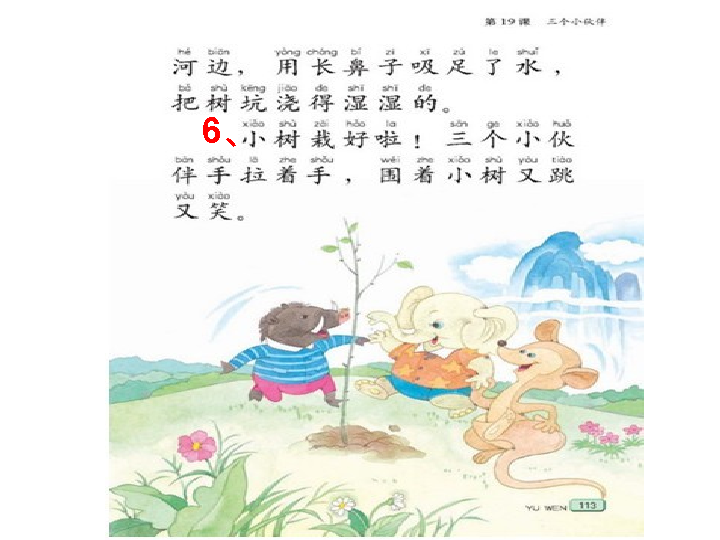 第19课 三个小伙伴
hé biān yòng cháng bí zi xī zú le shuǐ
河边，用长鼻子吸足了水，
bǎ shù kēng jiāo de shī shī de
把树坑浇得湿湿的。
xiǎo shù zāi hǎo la sān gè xiǎo huǒ
6、小树栽好啦！三个小伙
bàn shǒu lā zhe shǒu wéi zhe xiǎo shù yòu tiào
伴手拉着手，围着小树又跳
yòu xiào
又笑。
YU WEN 113